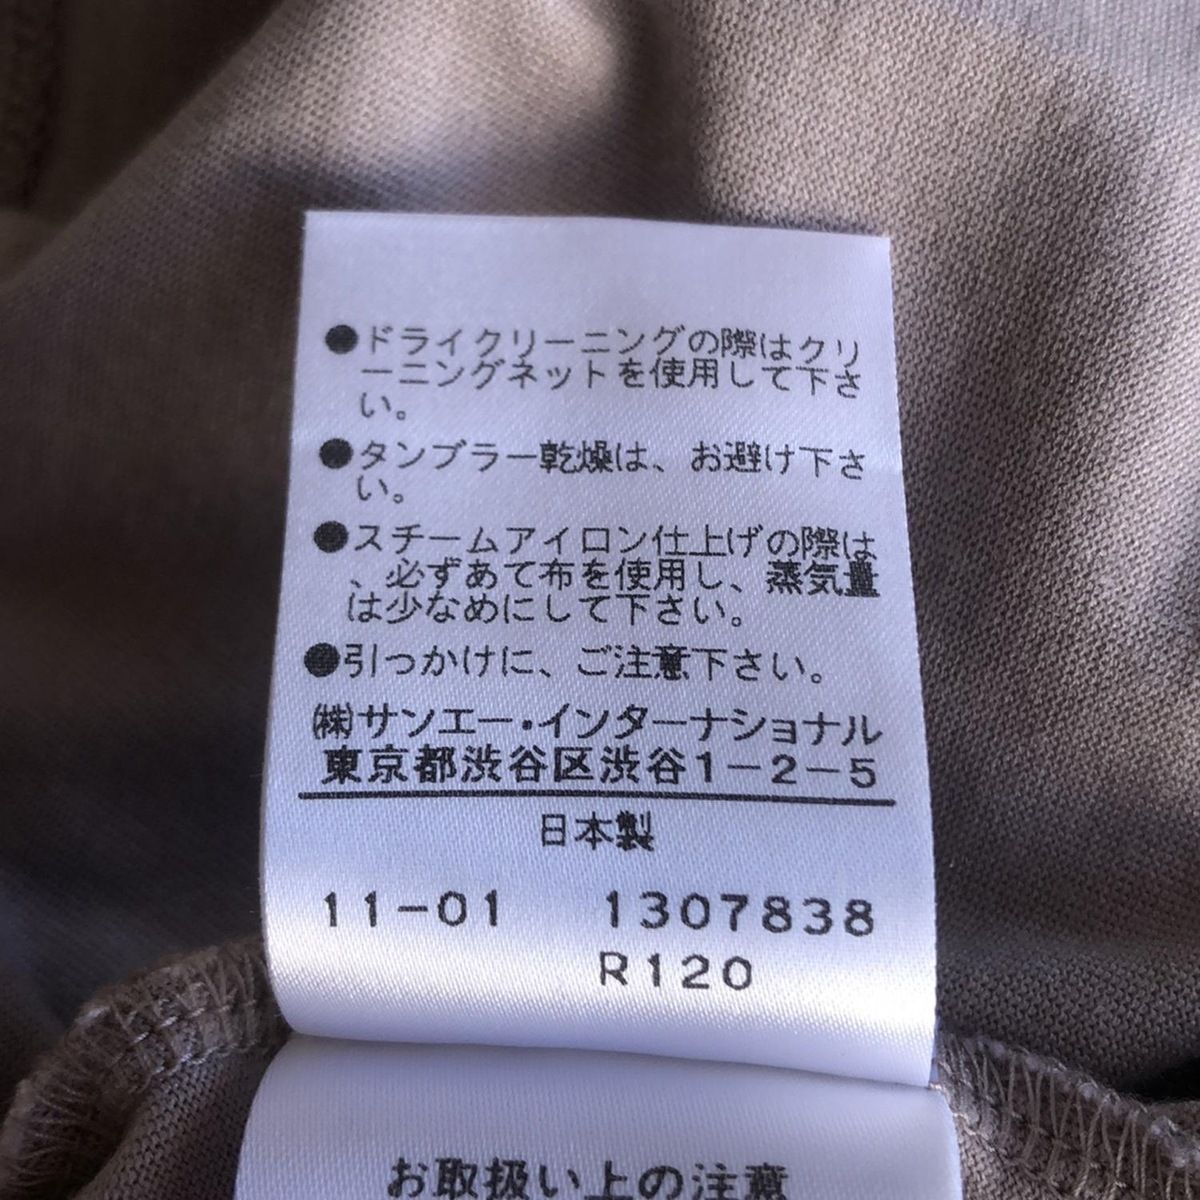 ●ドライクリーニングの際はクリ
ーニングネットを使用して下さ
い。
●タンブラー乾燥は、お避け下さ
い。
●スチームアイロン仕上げの際は
、必ずあて布を使用し、蒸気量
は少なめにして下さい。
●引っかけに、ご注意下さい。
㈱サンエー・インターナショナル
東京都渋谷区渋谷1-2-5
日本製
11-01 1307838
R120
お取扱い上の注意